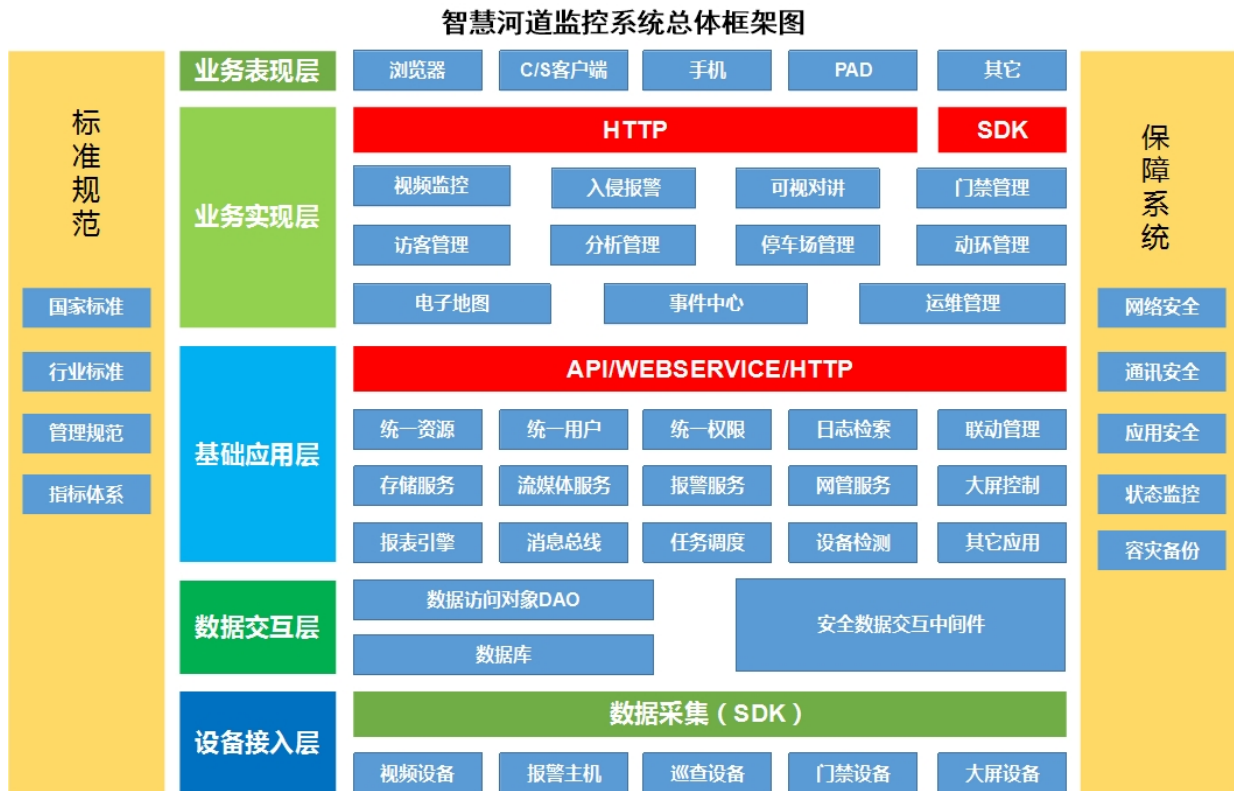 智慧河道监控系统总体框架图
标准规范
国家标准
行业标准
管理规范
指标体系
业务表现层
浏览器
C/S客户端
手机
PAD
其它
业务实现层
HTTP
SDK
视频监控
入侵报警
可视对讲
门禁管理
访客管理
分析管理
停车场管理
动环管理
电子地图
事件中心
运维管理
基础应用层
API/WEBSERVICE/HTTP
统一资源
统一用户
统一权限
日志检索
联动管理
存储服务
流媒体服务
报警服务
网管服务
大屏控制
报表引擎
消息总线
任务调度
设备检测
其它应用
数据交互层
数据访问对象DAO
数据库
安全数据交互中间件
设备接入层
数据采集（SDK）
视频设备
报警主机
巡查设备
门禁设备
大屏设备
保障系统
网络安全
通讯安全
应用安全
状态监控
容灾备份